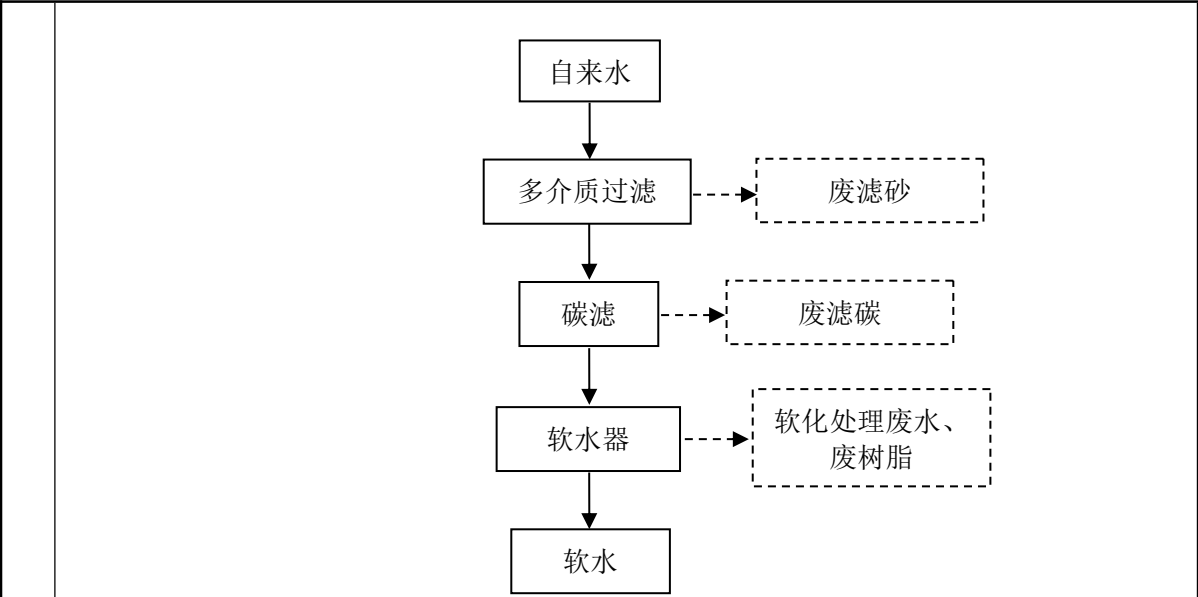 自来水
多介质过滤
废滤砂
碳滤
废滤碳
软水器
软化处理废水、
废树脂
软水